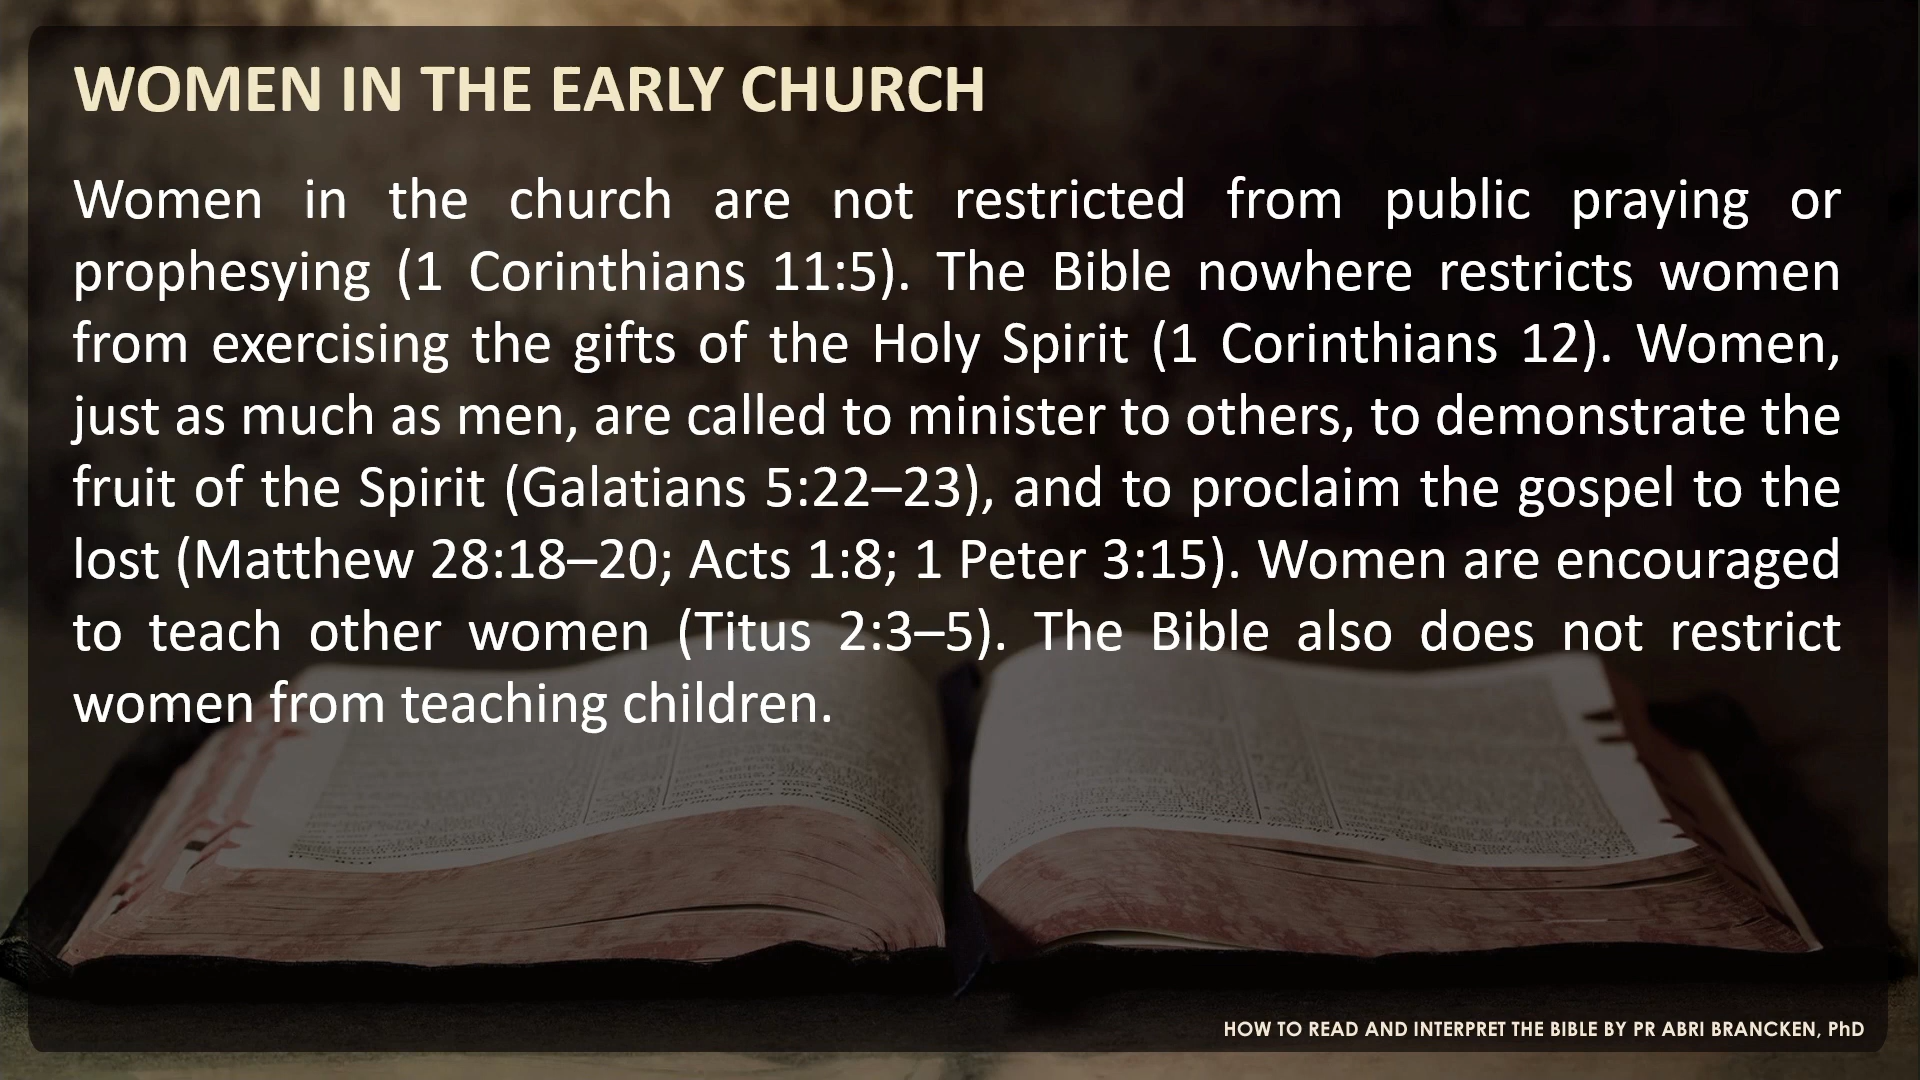 WOMEN IN THE EARLY CHURCH
Women in the church are not restricted from public praying or
prophesying (1 Corinthians 11:5). The Bible nowhere restricts women
from exercising the gifts of the Holy Spirit (1 Corinthians 12). Women,
just as much as men, are called to minister to others, to demonstrate the
fruit of the Spirit (Galatians 5:22–23), and to proclaim the gospel to the
lost (Matthew 28:18–20; Acts 1:8; 1 Peter 3:15). Women are encouraged
to teach other women (Titus 2:3–5). The Bible also does not restrict
women from teaching children.
HOW TO READ AND INTERPRET THE BIBLE BY PR ABRI BRANCKEN, PhD